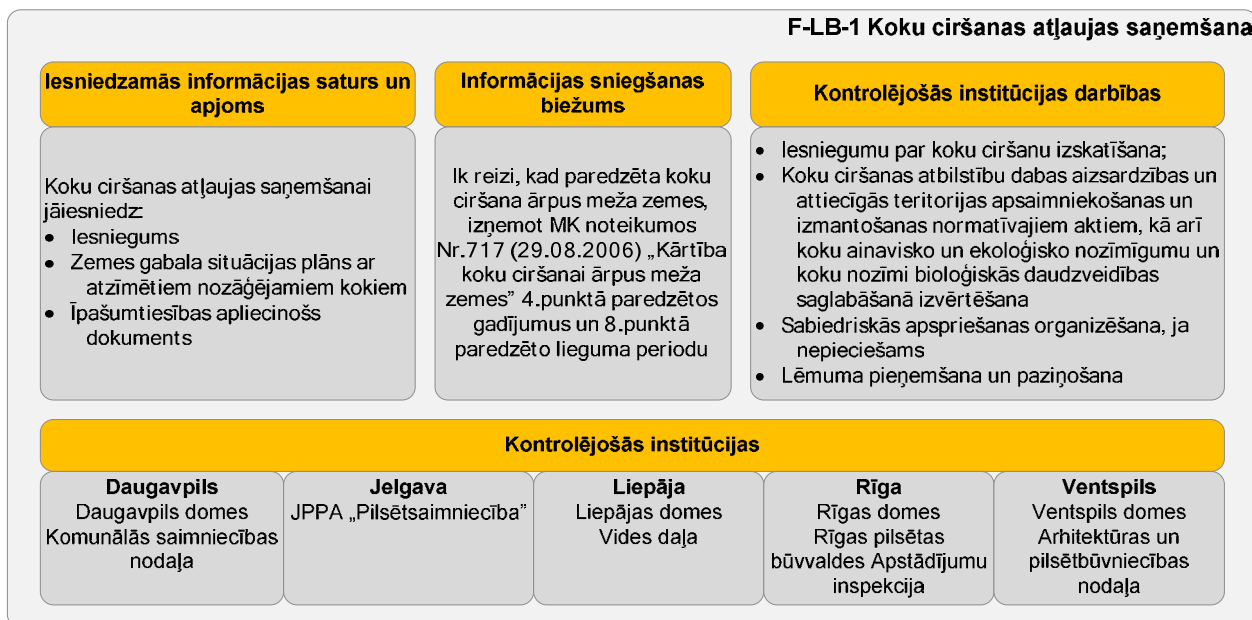 F-LB-1 Koku ciršanas atļaujas saņemšana
Iesniedzamās informācijas saturs un
apjoms
Koku ciršanas atļaujas saņemšanai
jāiesniedz:
• Iesniegums
• Zemes gabala situācijas plāns ar
atzīmētiem nozāģējamiem kokiem
• Īpašumtiesības apliecinošs
dokuments
Informācijas sniegšanas
biežums
Ik reizi, kad paredzēta koku
ciršana ārpus meža zemes,
izņemot MK noteikumos
Nr.717 (29.08.2006) „Kārtība
koku ciršanai ārpus meža
zemes” 4.punktā paredzētos
gadījumus un 8.punktā
paredzēto lieguma periodu
Kontrolējošās institūcijas darbības
• Iesniegumu par koku ciršanu izskatīšana;
• Koku ciršanas atbilstību dabas aizsardzības un
attiecīgās teritorijas apsaimniekošanas un
izmantošanas normatīvajiem aktiem, kā arī
koku ainavisko un ekoloģisko nozīmīgumu un
koku nozīmi bioloģiskās daudzveidības
saglabāšanā izvērtēšana
• Sabiedriskās apspriešanas organizēšana, ja
nepieciešams
• Lēmuma pieņemšana un paziņošana
Kontrolējošās institūcijas
Daugavpils
Daugavpils domes
Komunālās saimniecības
nodaļa
Jelgava
JPPA „Pilsētsaimniecība”
Liepāja
Liepājas domes
Vides daļa
Rīga
Rīgas domes
Rīgas pilsētas
būvvaldes Apstādījumu
inspekcija
Ventspils
Ventspils domes
Arhitektūras un
pilsētbūvniecības
nodaļa